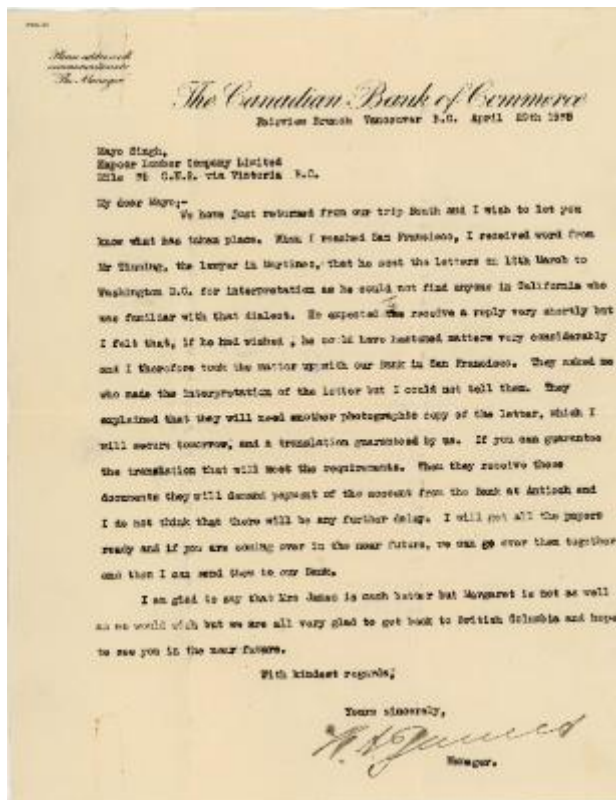 Please address all
communications to
The Manager
The Canadian Bank of Commerce
Fairview Branch Vancouver B.C. April 29th
Mayo Singh,
Kapoor Lumber Company Limited
Mile C.N.R. via Victoria B.C.
My dear Mayo;-
We have just returned from our trip South and I wish to let you
know what has taken place. When I reached San Francisco, I received word from
Mr , the lawyer in Martinez, that he sent the letters on 14th March to
Washington D.C. for interpretation as he could not find anyone in California who
was familiar with that dialect. He expected to receive a reply very shortly but
I felt that, if he had wished, he could have hastened matters very considerably
and I therefore took the matter up with our Bank in San Francisco. They asked me
who made the interpretation of the letter but I could not tell them. They
explained that they will need another photographic copy of the letter, which I
will secure tomorrow, and a translation guaranteed by us. If you can guarantee
the translation that will meet the requirements. When they receive these
documents they will demand payment of the account from the Bank at Antioch and
I do not think that there will be any further delay. I will get all the papers
ready and if you are coming over in the near future, we can go over them together
and then I can send them to our Bank.
I am glad to say that Mrs James is much better but Margaret is not as well
as we would wish but we are all very glad to get back to British Columbia and hope
to see you in the near future.
With kindest regards,
Yours sincerely,
James
Manager.